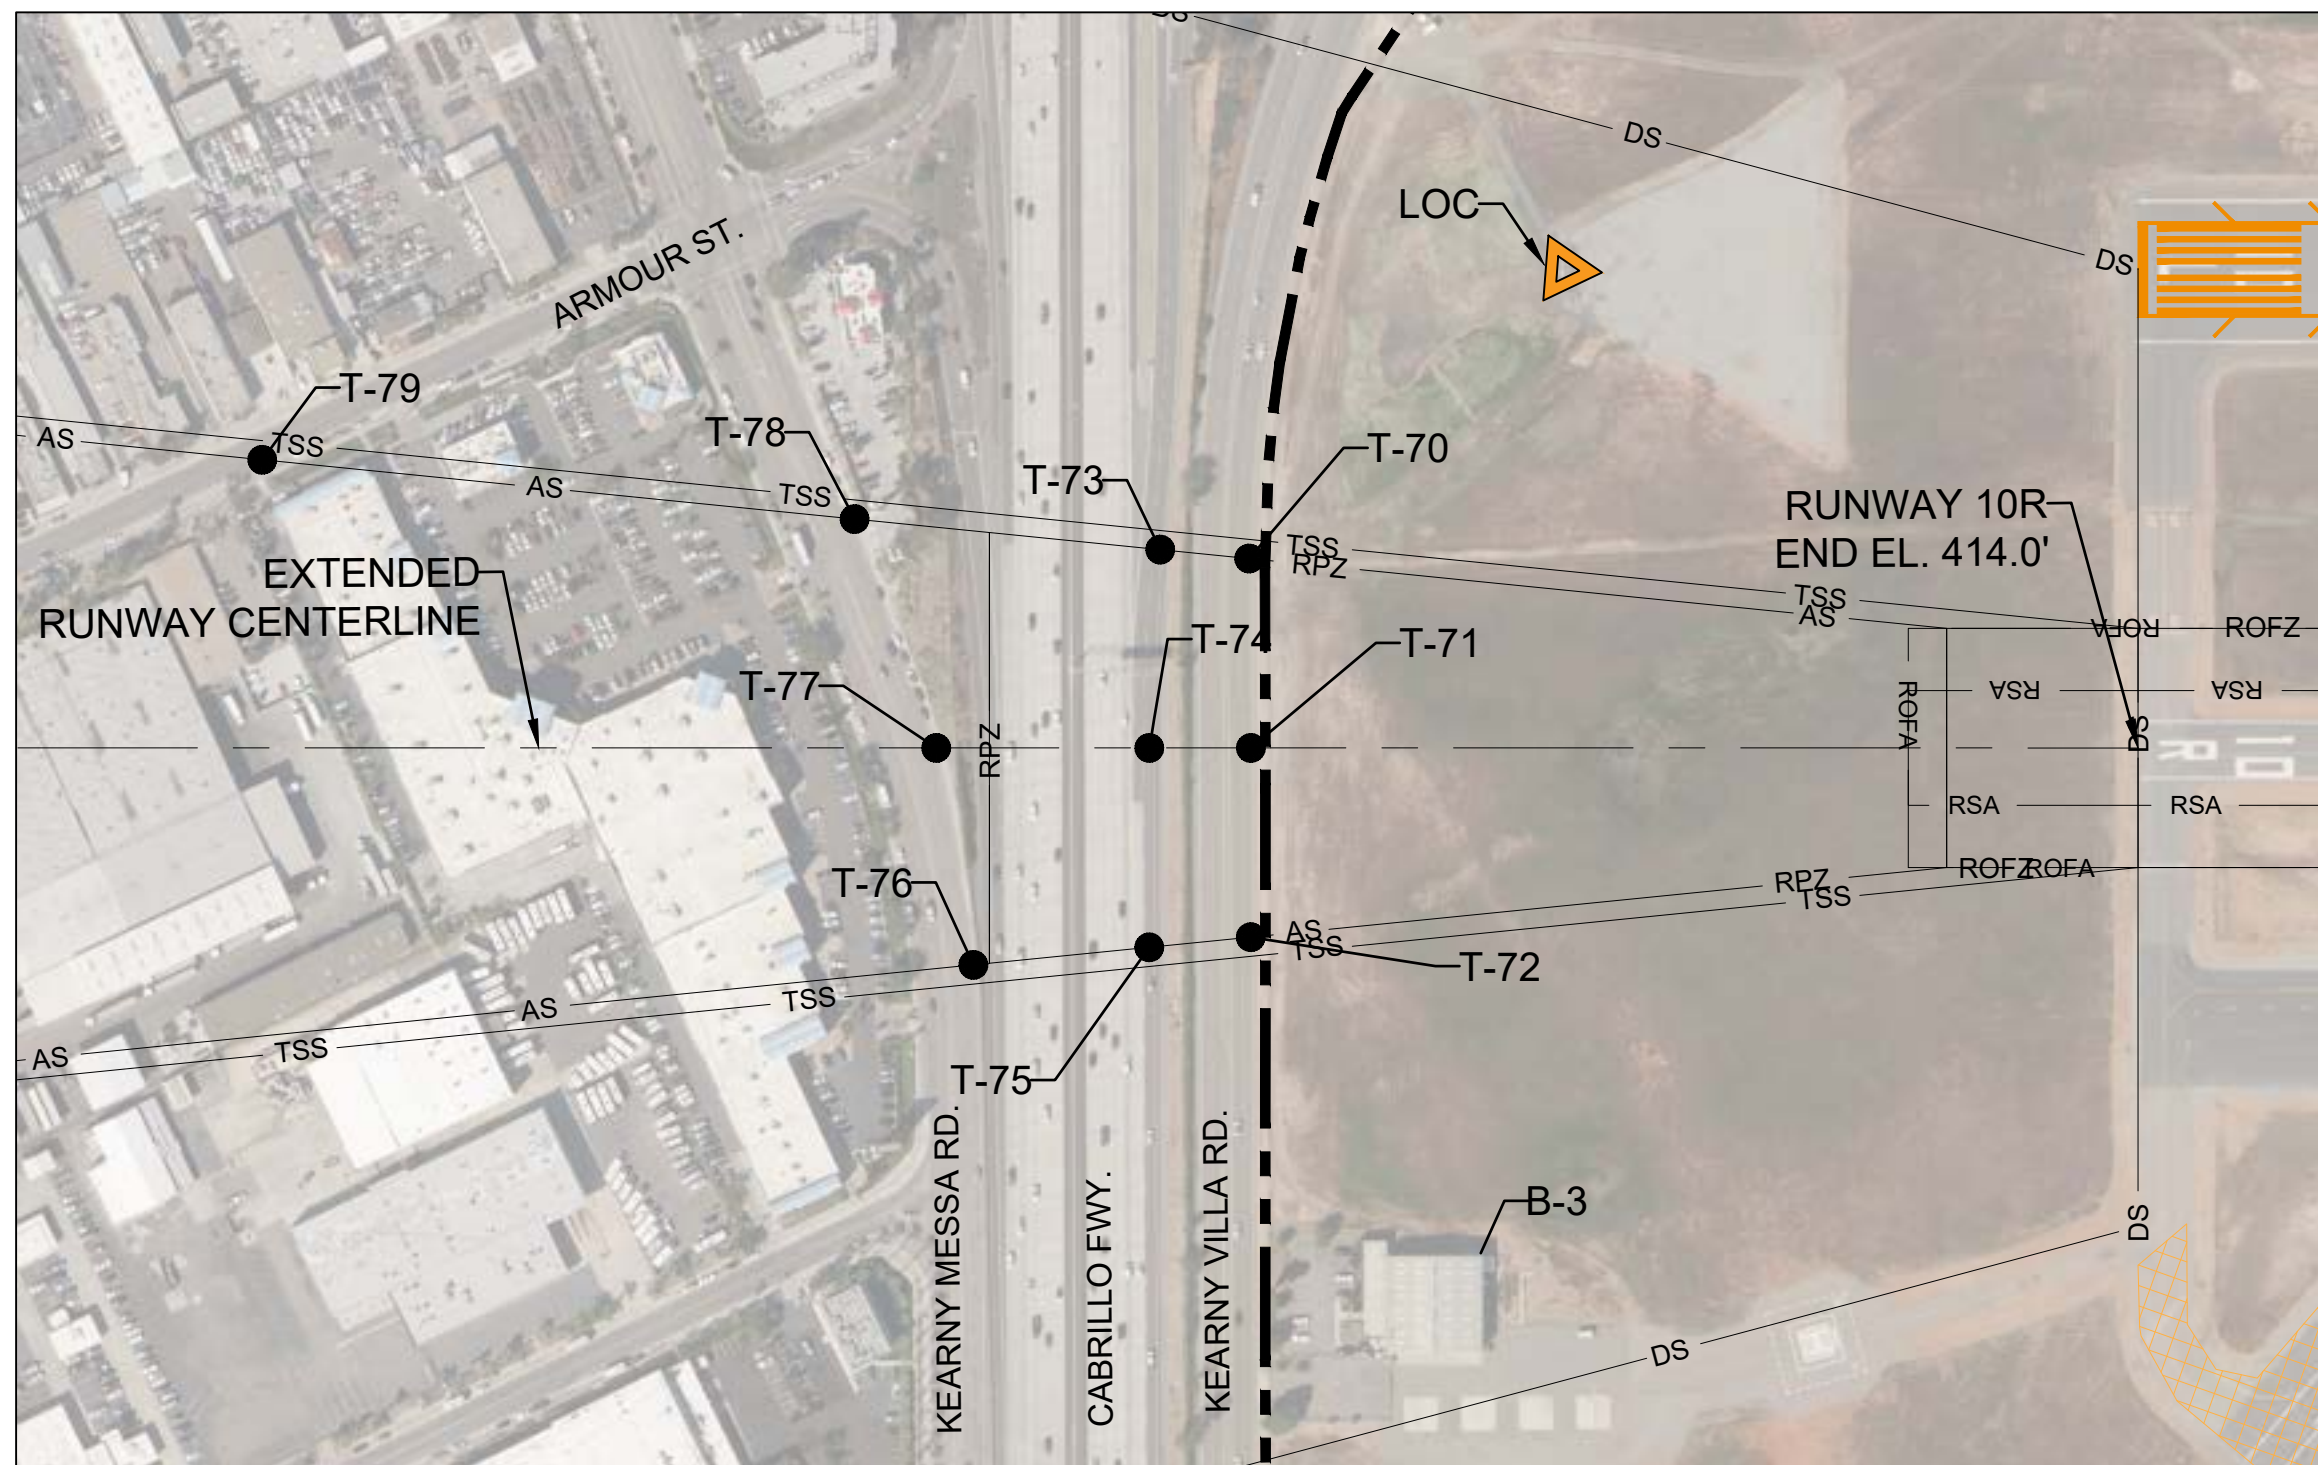 DS
DS
LOC
DS
ARMOUR ST.
T-79
T-78
T-70
AS
TSS
T-73
AS
TSS
RUNWAY 10R
END EL. 414.0'
TSS
RPZ
EXTENDED
RUNWAY CENTERLINE
TSS
AS
T-74
T-71
ROFA
ROFZ
T-77
RSA
RSA
ROFA
RPZ
DS
10
R
RSA
RSA
T-76
RPZ
TSS
ROFZ
ROFA
AS
TSS
T-72
AS
TSS
TSS
AS
T-75
KEARNY MESSA RD.
CABRILLO FWY.
KEARNY VILLA RD.
B-3
DS
DS